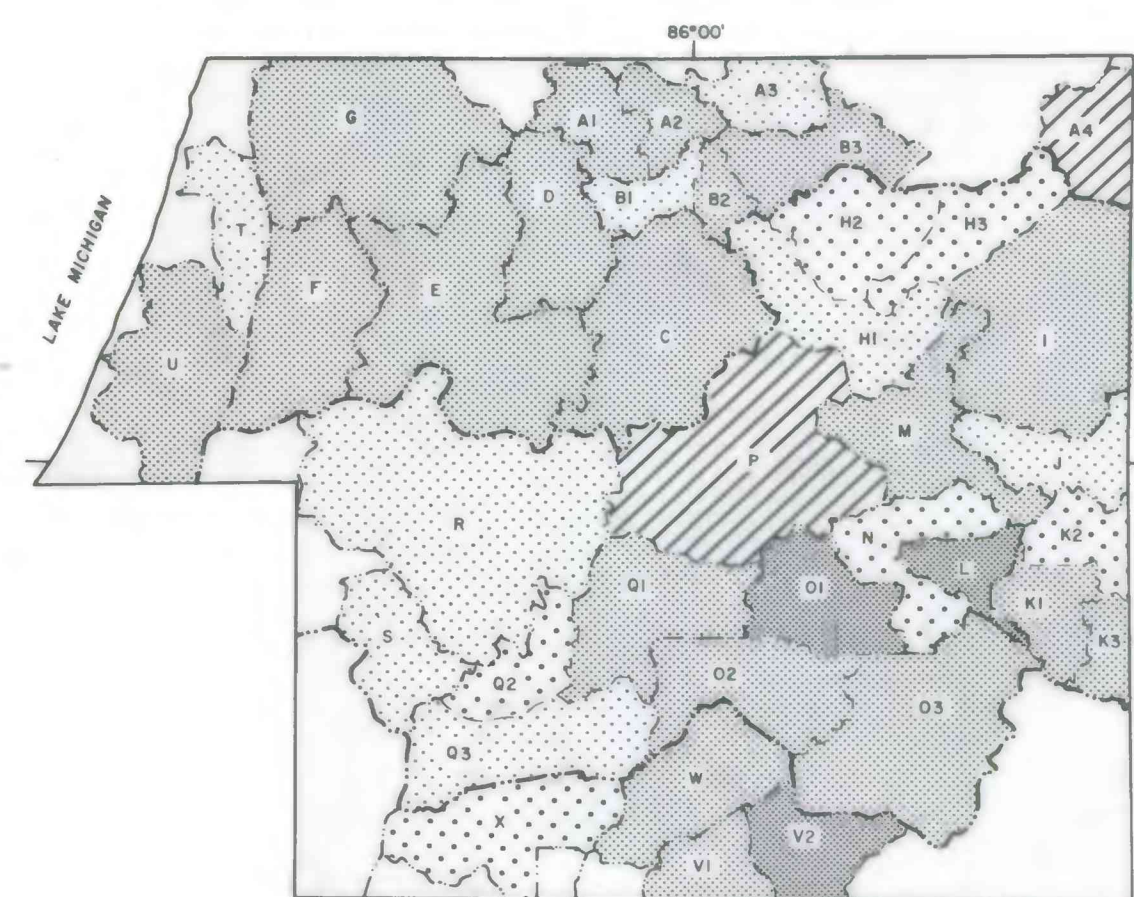 86°00'
A3
G
A1
A2
A4
B3
D
B1
B2
H2
H3
T
LAKE MICHIGAN
F
E
C
H1
I
U
M
P
J
R
N
K2
L
Q1
O1
K1
S
K3
Q2
O2
O3
Q3
W
X
V2
V1